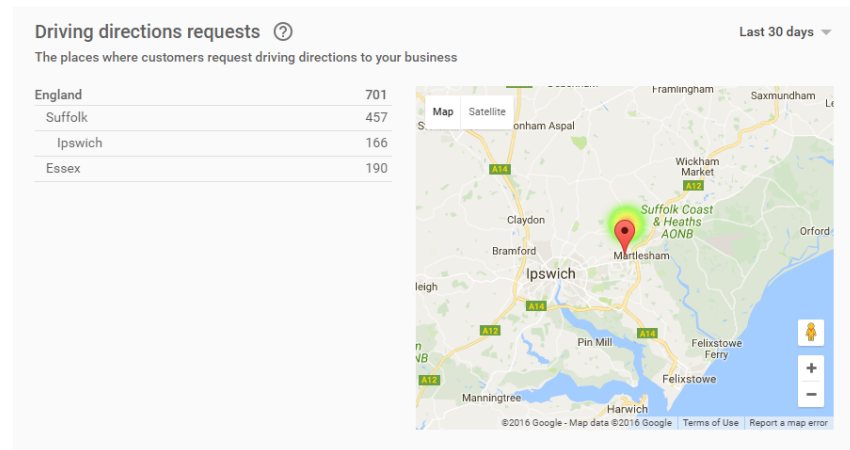 Driving directions requests ?
Last 30 days
The places where customers request driving directions to your business
England 701
Suffolk 457
Ipswich 166
Essex 190
Map Satellite
Framlingham
Saxmundham
onham Aspal
Wickham
Market
A14
A12
Claydon
Suffolk Coast
& Heaths
AONB
Orford
Bramford
Martlesham
Ipswich
leigh
A14
A12
A14
Pin Mill
Felixstowe
Ferry
A12
Felixstowe
+
−
Manningtree
Harwich
©2016 Google - Map data ©2016 Google Terms of Use Report a map error